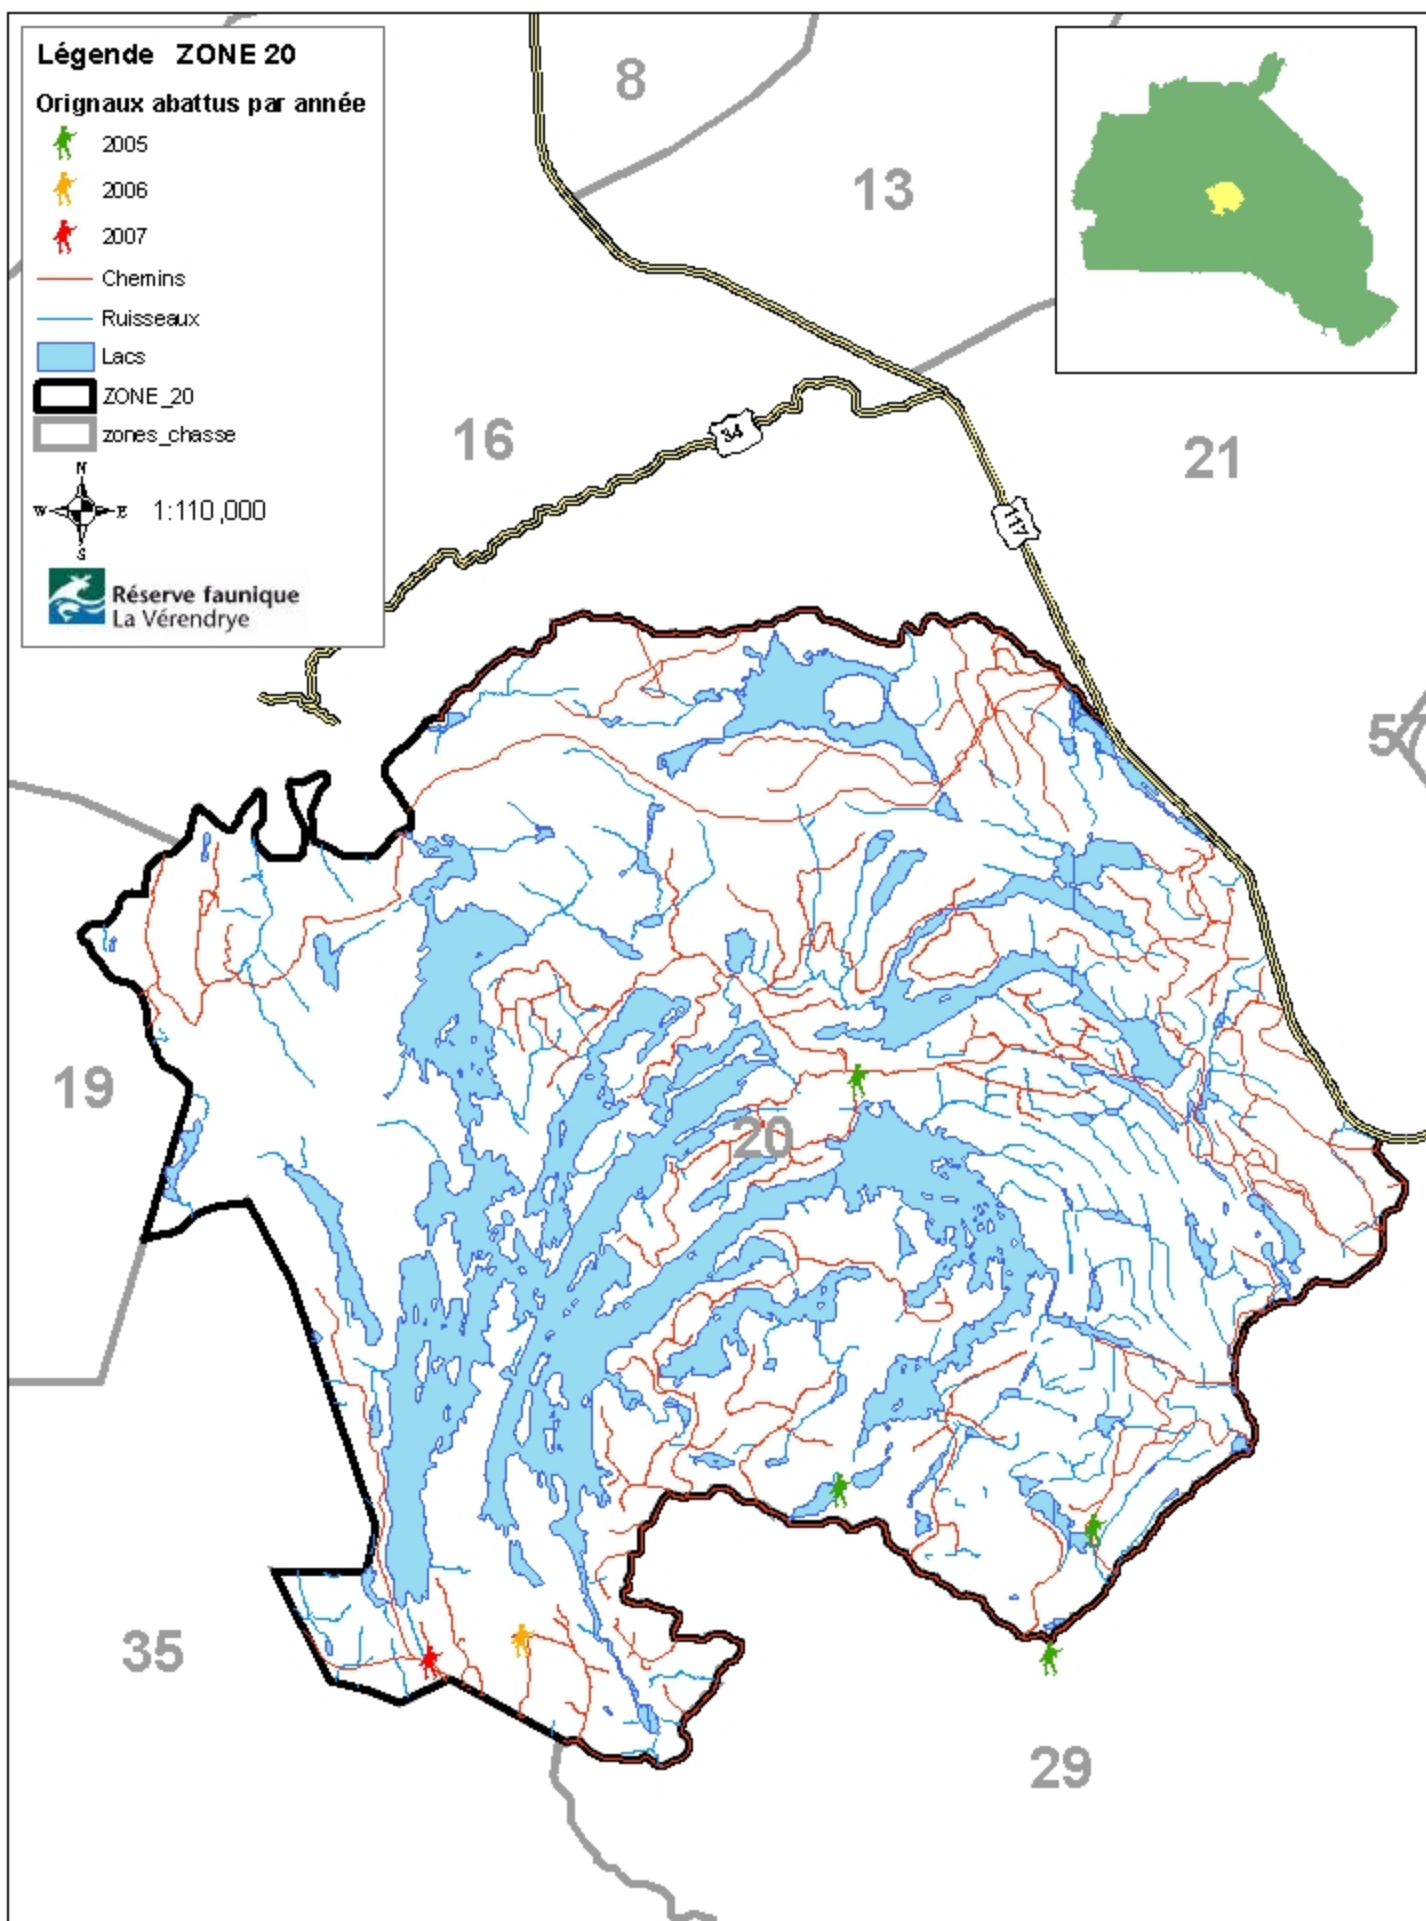 Légende ZONE 20
Orignaux abattus par année
2005
2006
2007
Chemins
Ruisseaux
Lacs
ZONE_20
zones_chasse
N
W E
S
1:110,000
Réserve faunique
La Vérendrye
8
13
16
34
21
117
57
19
20
35
29